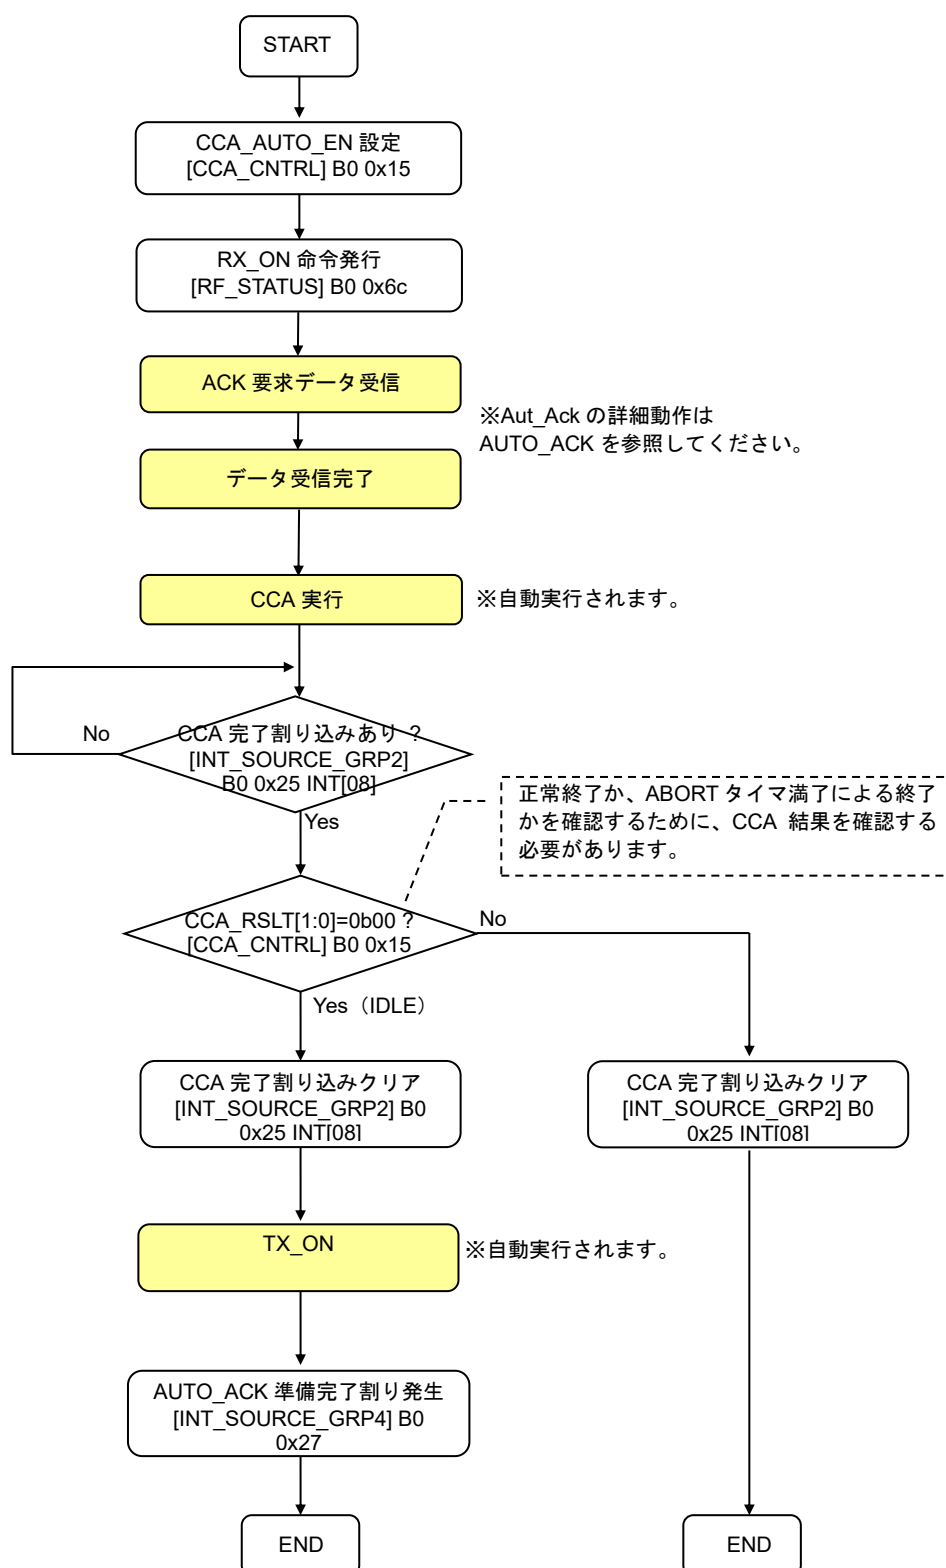 START
CCA_AUTO_EN 設定
[CCA_CNTRL] B0 0x15
RX_ON 命令発行
[RF_STATUS] B0 0x6c
ACK 要求データ受信
※Aut_Ack の詳細動作は
AUTO_ACK を参照してください。
データ受信完了
CCA 実行
※自動実行されます。
No
CCA 完了割り込みあり ?
[INT_SOURCE_GRP2]
B0 0x25 INT[08]
Yes
正常終了か、ABORT タイマ満了による終了
かを確認するために、CCA 結果を確認する
必要があります。
CCA_RSLT[1:0]=0b00 ?
[CCA_CNTRL] B0 0x15
No
Yes（IDLE）
CCA 完了割り込みクリア
[INT_SOURCE_GRP2] B0
0x25 INT[08]
CCA 完了割り込みクリア
[INT_SOURCE_GRP2] B0
0x25 INT[08]
TX_ON
※自動実行されます。
AUTO_ACK 準備完了割り発生
[INT_SOURCE_GRP4] B0
0x27
END
END